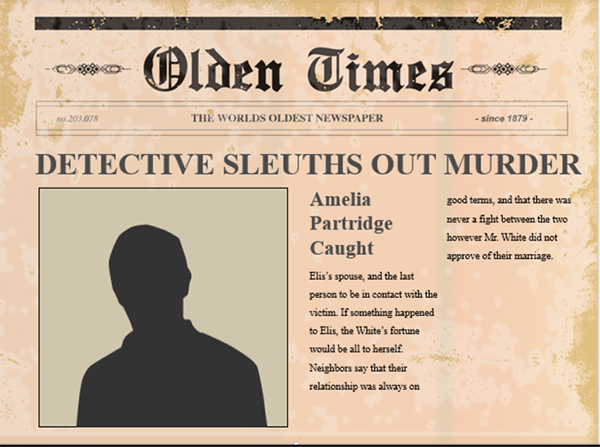 Olden Times
no.203.078
THE WORLDS OLDEST NEWSPAPER
- since 1879 -
DETECTIVE SLEUTHS OUT MURDER
Amelia
Partridge
Caught
Elis's spouse, and the last
person to be in contact with the
victim. If something happened
to Elis, the White's fortune
would be all to herself.
Neighbors say that their
relationship was always on
good terms, and that there was
never a fight between the two
however Mr. White did not
approve of their marriage.